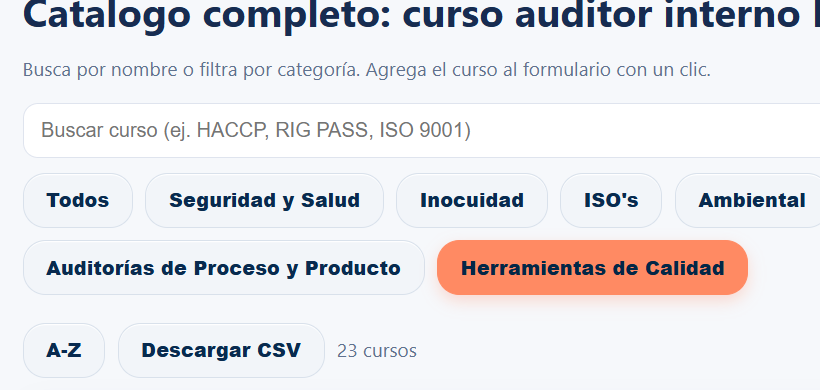 Catalogo completo: curso auditor interno
Busca por nombre o filtra por categoría. Agrega el curso al formulario con un clic.
Buscar curso (ej. HACCP, RIG PASS, ISO 9001)
Todos Seguridad y Salud Inocuidad ISO's Ambiental
Auditorías de Proceso y Producto Herramientas de Calidad
A-Z Descargar CSV 23 cursos